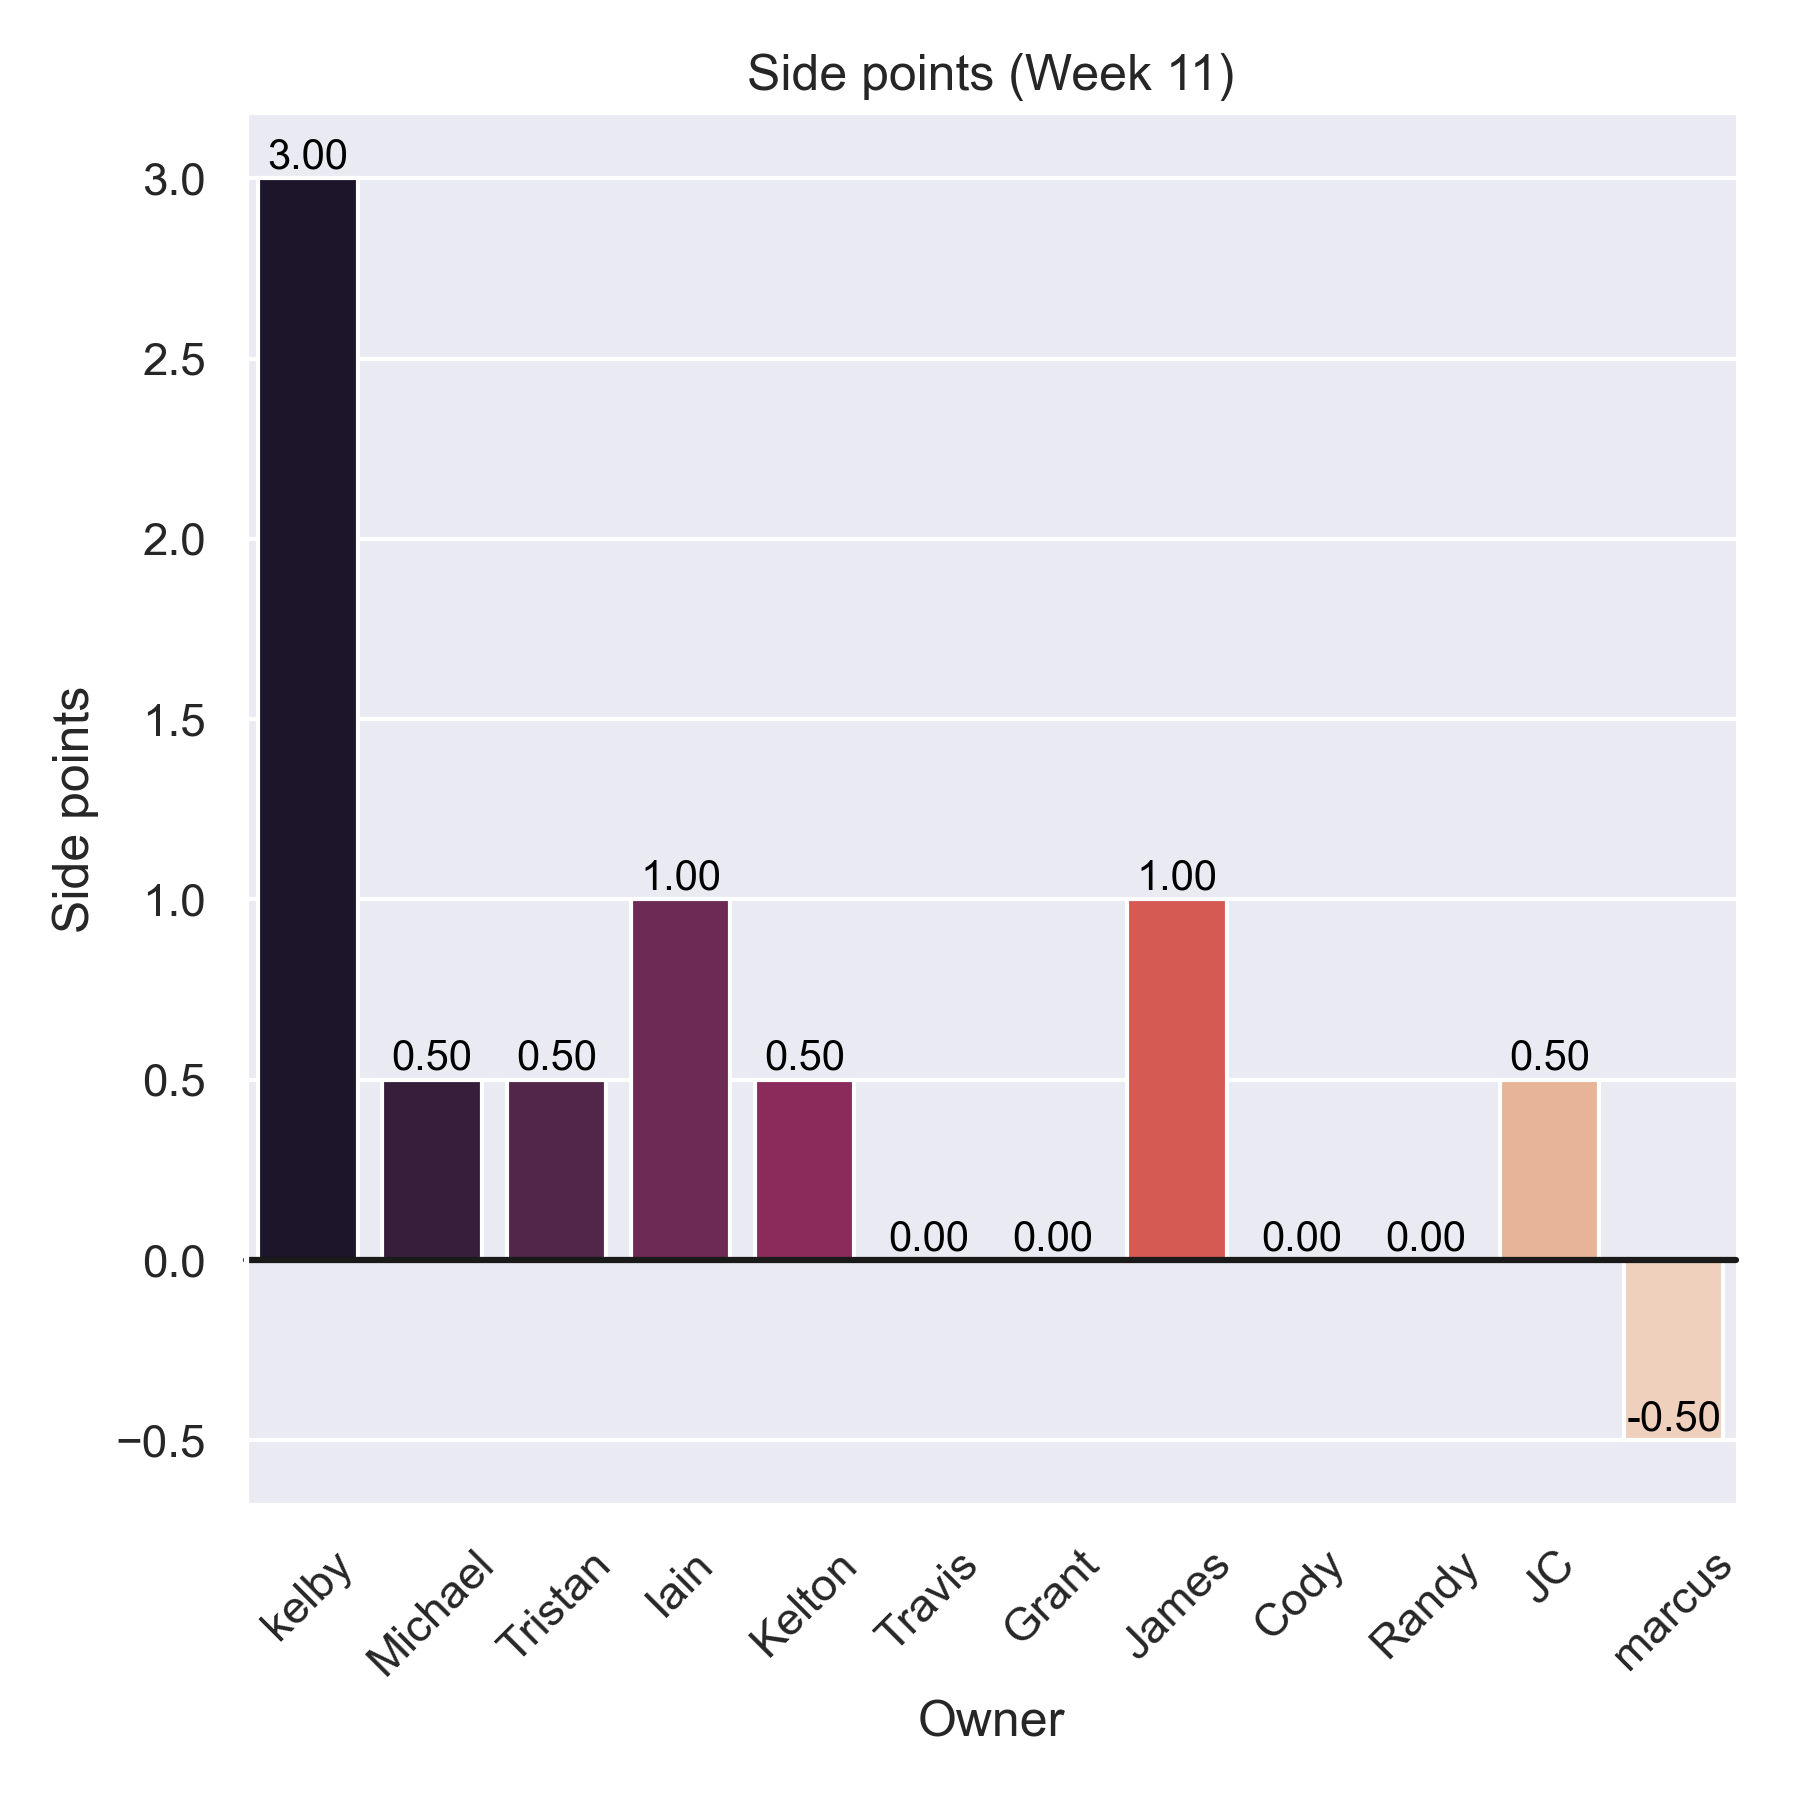 Side points (Week 11)
Side points
3.0
2.5
2.0
1.5
1.0
0.5
0.0
−0.5
3.00
0.50
0.50
1.00
0.50
0.00
0.00
1.00
0.00
0.00
0.50
-0.50
kelby
Michael
Tristan
Iain
Kelton
Travis
Grant
James
Cody
Randy
JC
marcus
Owner